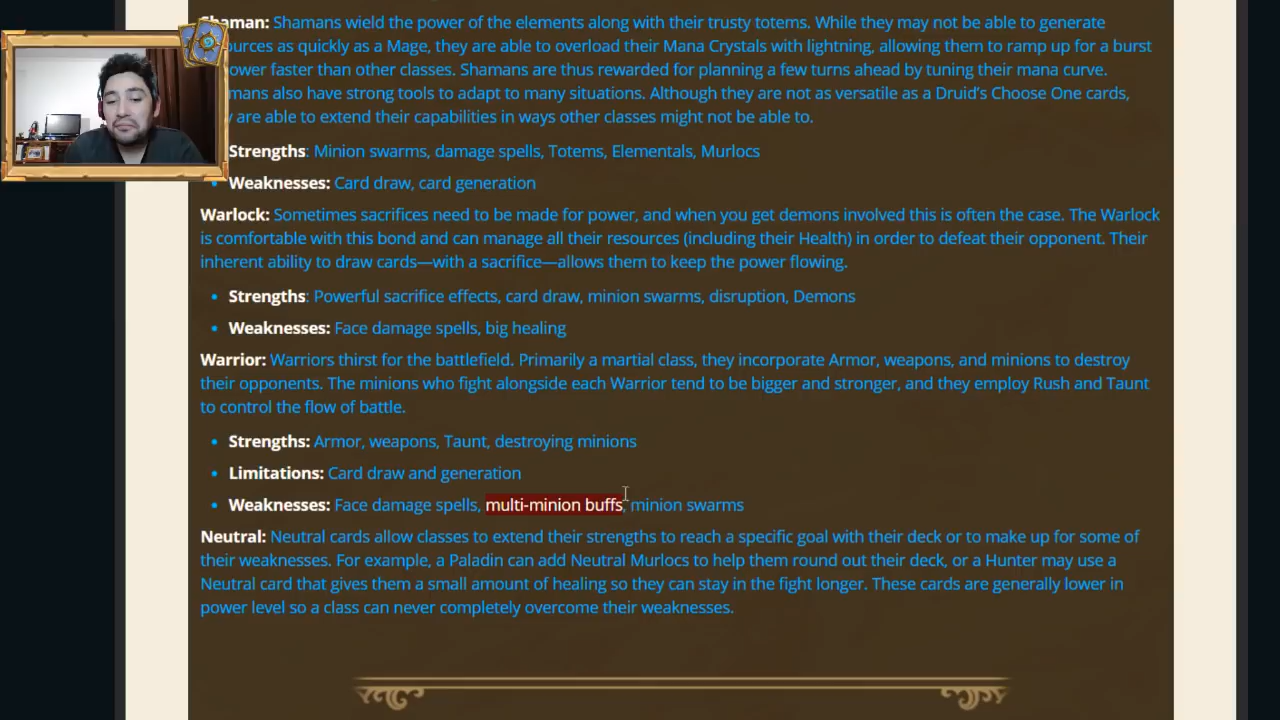 Shaman: Shamans wield the power of the elements along with their trusty totems. While they may not be able to generate
as quickly as a Mage, they are able to overload their Mana Crystals with lightning, allowing them to ramp up for a burst
faster than other classes. Shamans are thus rewarded for planning a few turns ahead by tuning their mana curve.
also have strong tools to adapt to many situations. Although they are not as versatile as a Druid's Choose One cards,
are able to extend their capabilities in ways other classes might not be able to.
Strengths: Minion swarms, damage spells, Totems, Elementals, Murlocs
• Weaknesses: Card draw, card generation
Warlock: Sometimes sacrifices need to be made for power, and when you get demons involved this is often the case. The Warlock
is comfortable with this bond and can manage all their resources (including their Health) in order to defeat their opponent. Their
inherent ability to draw cards—with a sacrifice—allows them to keep the power flowing.
• Strengths: Powerful sacrifice effects, card draw, minion swarms, disruption, Demons
• Weaknesses: Face damage spells, big healing
Warrior: Warriors thirst for the battlefield. Primarily a martial class, they incorporate Armor, weapons, and minions to destroy
their opponents. The minions who fight alongside each Warrior tend to be bigger and stronger, and they employ Rush and Taunt
to control the flow of battle.
• Strengths: Armor, weapons, Taunt, destroying minions
• Limitations: Card draw and generation
• Weaknesses: Face damage spells, multi-minion buffs, minion swarms
Neutral: Neutral cards allow classes to extend their strengths to reach a specific goal with their deck or to make up for some of
their weaknesses. For example, a Paladin can add Neutral Murlocs to help them round out their deck, or a Hunter may use a
Neutral card that gives them a small amount of healing so they can stay in the fight longer. These cards are generally lower in
power level so a class can never completely overcome their weaknesses.